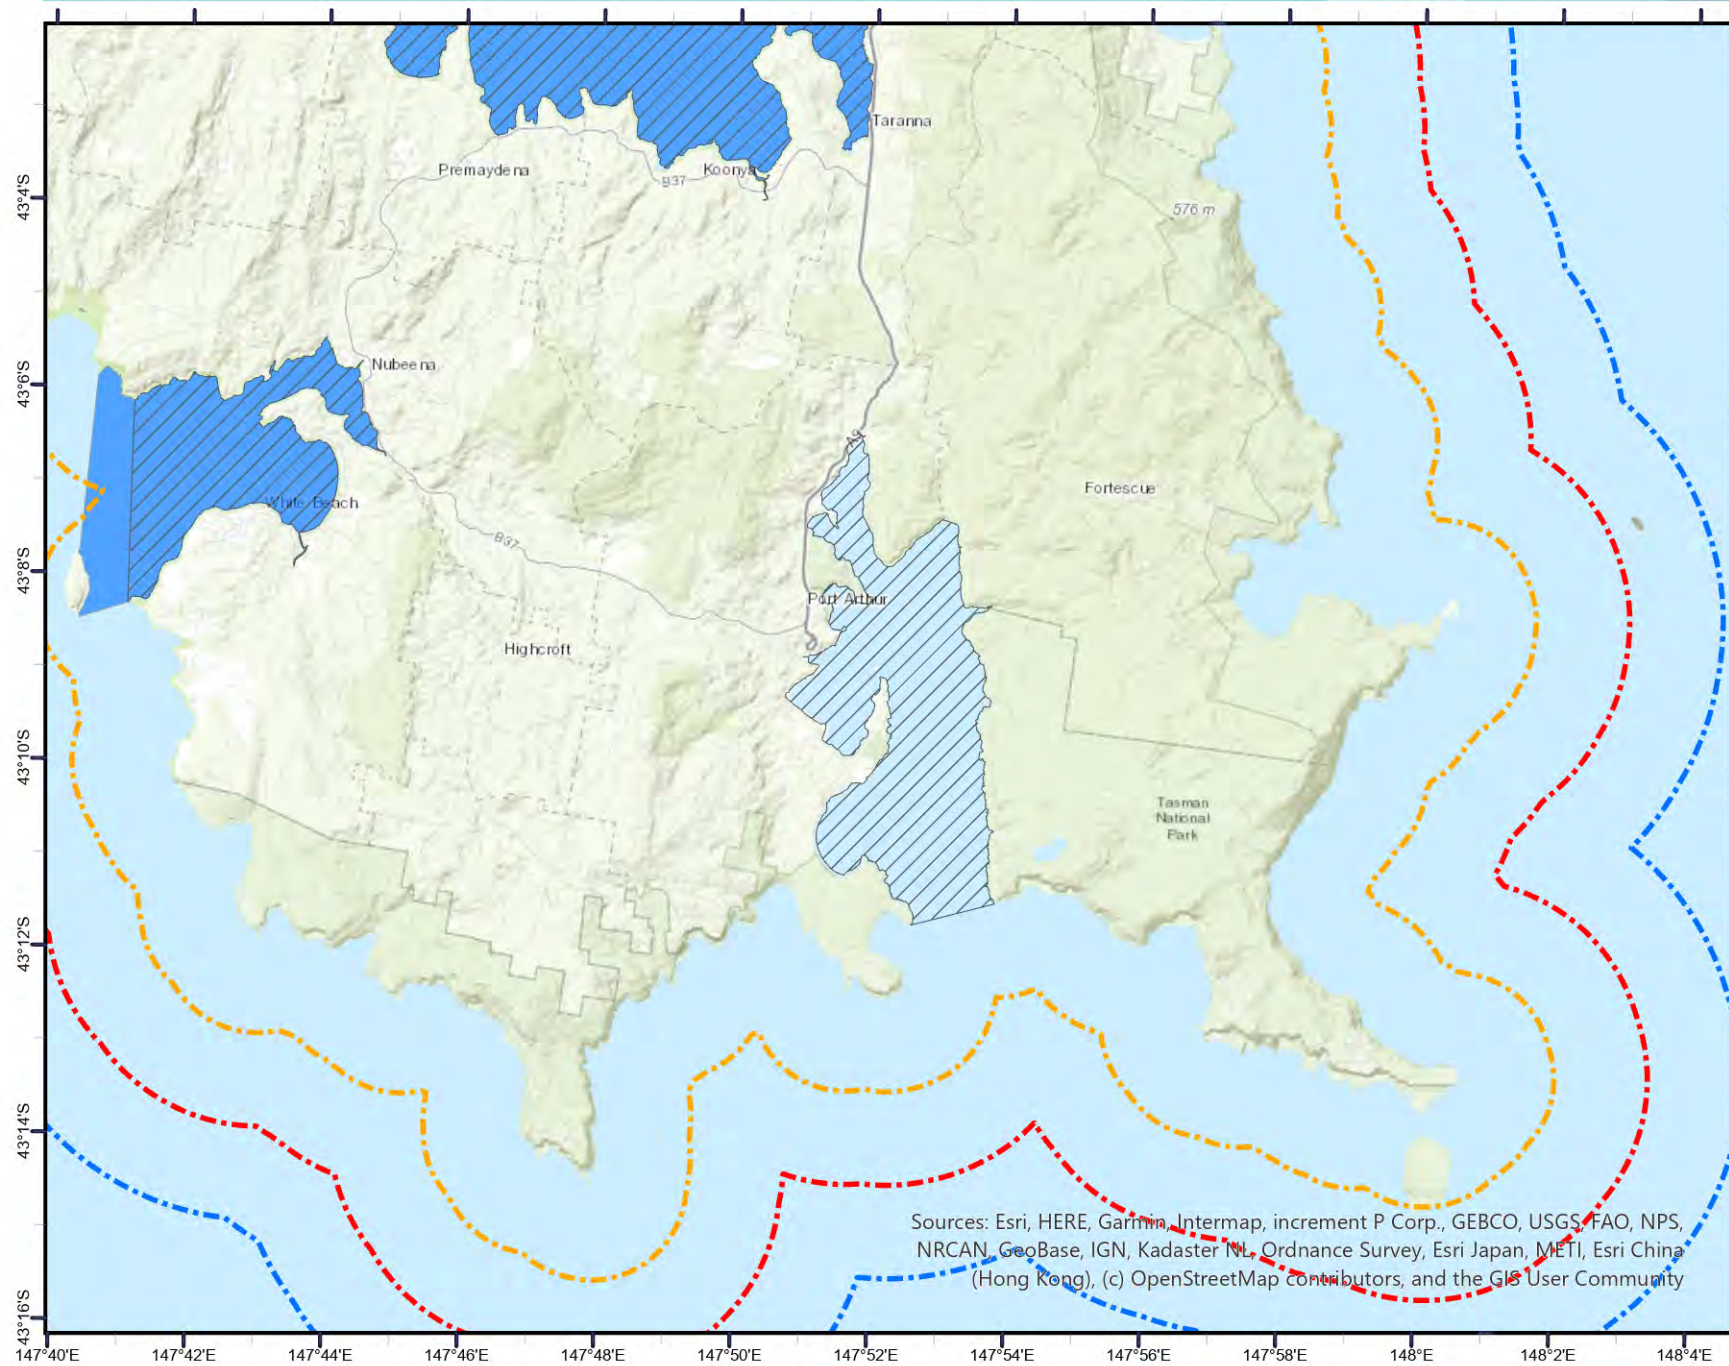 Taranna
Premaydena
Koonya
B37
576 m
43°4'S
Nubeena
43°6'S
A9
White Beach
Fortescue
B37
43°8'S
Port Arthur
Highcroft
43°10'S
Tasman
National
Park
43°12'S
43°14'S
Sources: Esri, HERE, Garmin, Intermap, increment P Corp., GEBCO, USGS, FAO, NPS,
NRCAN, GeoBase, IGN, Kadaster NL, Ordnance Survey, Esri Japan, METI, Esri China
(Hong Kong), (c) OpenStreetMap contributors, and the GIS User Community
43°16'S
147°40'E 147°42'E 147°44'E 147°46'E 147°48'E 147°50'E 147°52'E 147°54'E 147°56'E 147°58'E 148°E 148°2'E 148°4'E